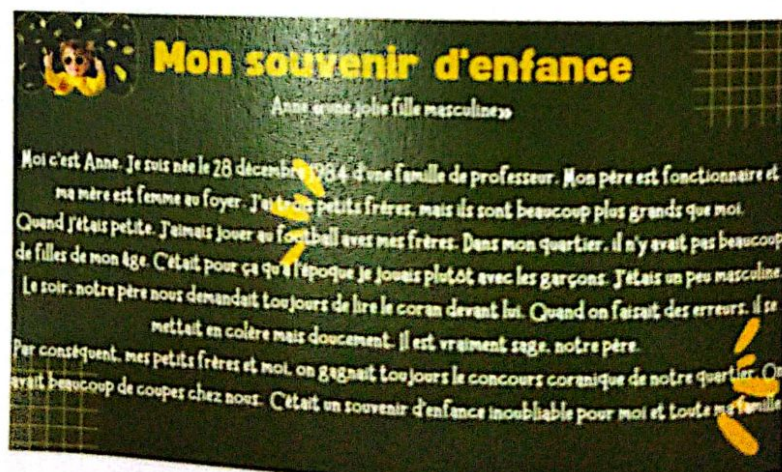 Mon souvenir d'enfance
Anne «une jolie fille masculine»
Moi c'est Anne. Je suis née le 28 décembre 1984 d'une famille de professeur. Mon père est fonctionnaire et
ma mère est femme au foyer. J'ai trois petits frères, mais ils sont beaucoup plus grands que moi.
Quand j'étais petite. J'aimais jouer au football avec mes frères. Dans mon quartier, il n'y avait pas beaucoup
de filles de mon âge. C'était pour ça qu'à l'époque je jouais plutôt avec les garçons. J'étais un peu masculine.
Le soir, notre père nous demandait toujours de lire le coran devant lui. Quand on faisait des erreurs, il se
mettait en colère mais doucement. Il est vraiment sage, notre père.
Par conséquent, mes petits frères et moi, on gagnait toujours le concours coranique de notre quartier. On
avait beaucoup de coupes chez nous. C'était un souvenir d'enfance inoubliable pour moi et toute ma famille